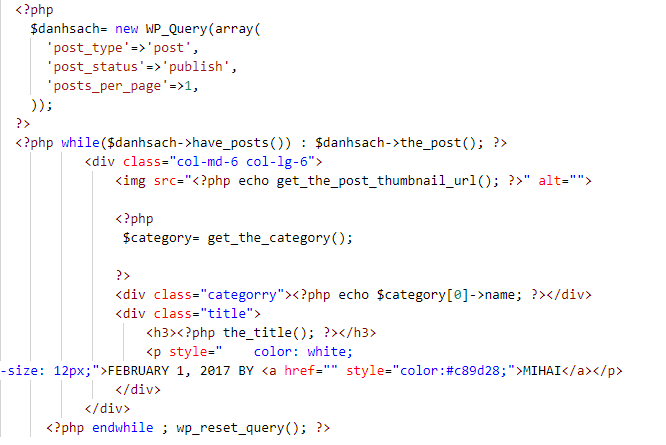 <?php
$danhsach= new WP_Query(array(
'post_type'=>'post',
'post_status'=>'publish',
'posts_per_page'=>1,
));
?>
<?php while($danhsach->have_posts()) : $danhsach->the_post(); ?>
<div class="col-md-6 col-lg-6">
<img src="<?php echo get_the_post_thumbnail_url(); ?>" alt="">
<?php
$category= get_the_category();
?>
<div class="categorry"><?php echo $category[0]->name; ?></div>
<div class="title">
<h3><?php the_title(); ?></h3>
<p style="    color: white;
-size: 12px;">FEBRUARY 1, 2017 BY <a href="" style="color:#c89d28;">MIHAI</a></p>
</div>
</div>
<?php endwhile ; wp_reset_query(); ?>